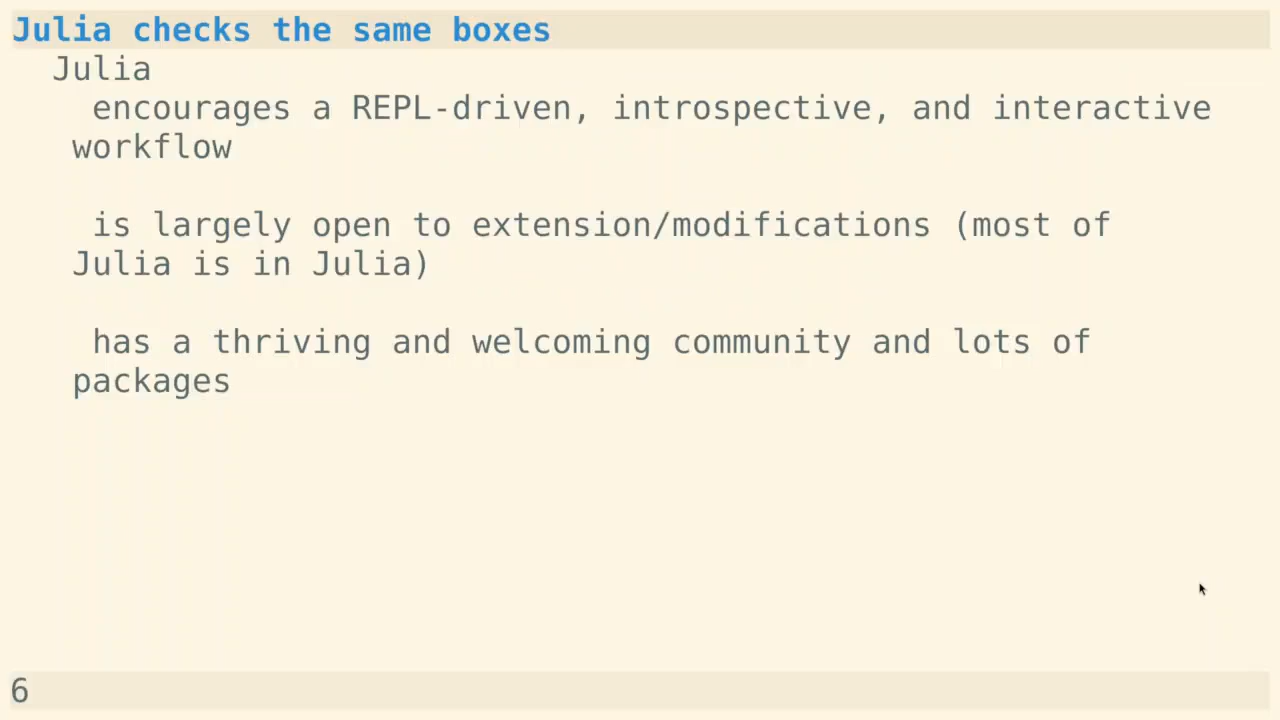 Julia checks the same boxes
Julia
encourages a REPL-driven, introspective, and interactive
workflow
is largely open to extension/modifications (most of
Julia is in Julia)
has a thriving and welcoming community and lots of
packages
6